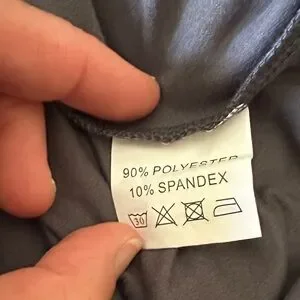 90% POLYESTER
10% SPANDEX
30